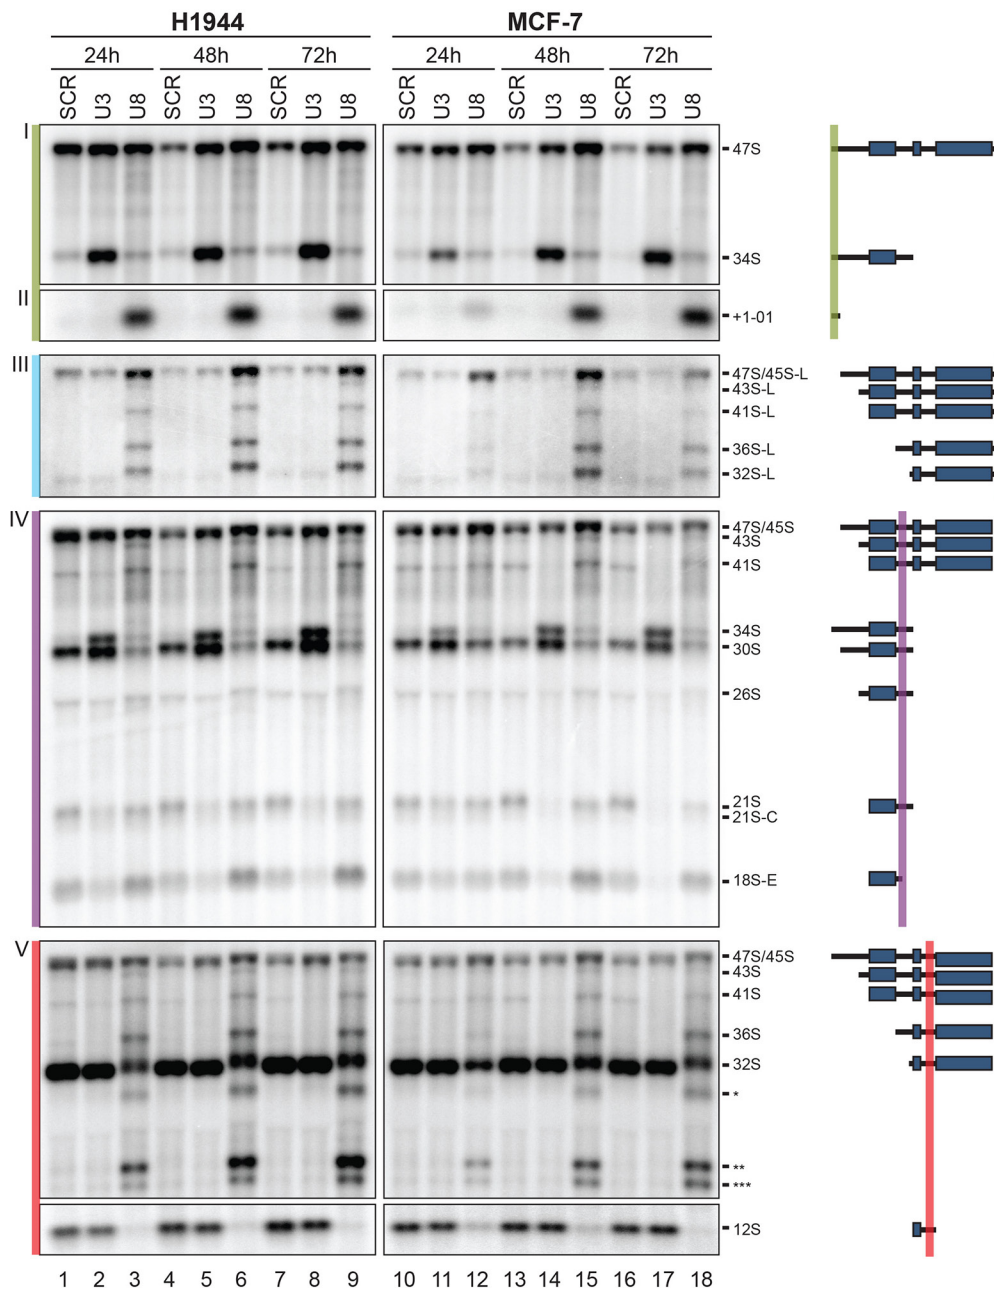 H1944 MCF-7
24h 48h 72h 24h 48h 72h
SCR U3 U8 SCR U3 U8 SCR U3 U8 SCR U3 U8 SCR U3 U8 SCR U3 U8
I
47S
34S
II
+1-01
III
47S/45S-L
43S-L
41S-L
36S-L
32S-L
IV
47S/45S
43S
41S
34S
30S
26S
21S
21S-C
18S-E
V
47S/45S
43S
41S
36S
32S
*
**
***
12S
1 2 3 4 5 6 7 8 9 10 11 12 13 14 15 16 17 18